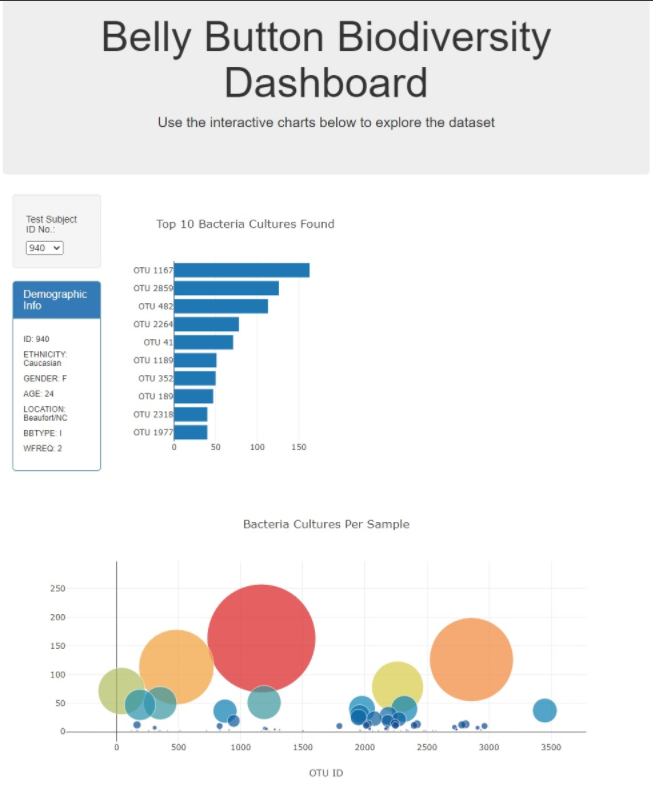 Belly Button Biodiversity
Dashboard
Use the interactive charts below to explore the dataset
Test Subject
ID No.:
940
Demographic
Info
ID: 940
ETHNICITY:
Caucasian
GENDER: F
AGE: 24
LOCATION:
Beaufort/NC
BBTYPE: I
WFREQ: 2
Top 10 Bacteria Cultures Found
OTU 1167
OTU 2859
OTU 482
OTU 2264
OTU 41
OTU 1189
OTU 352
OTU 189
OTU 2318
OTU 1977
0 50 100 150
Bacteria Cultures Per Sample
250
200
150
100
50
0
0 500 1000 1500 2000 2500 3000 3500
OTU ID